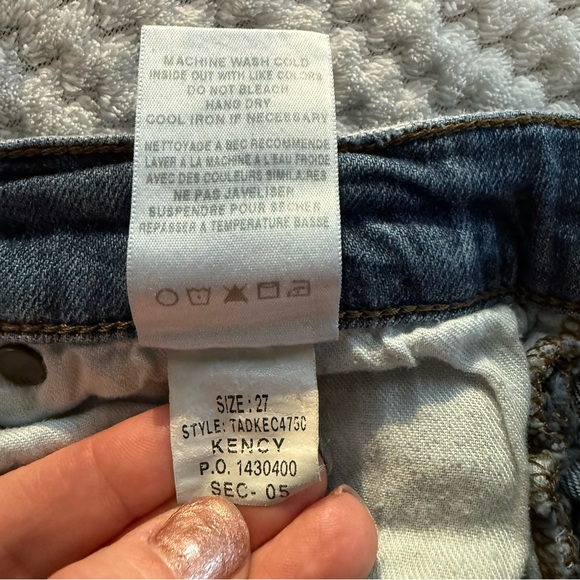 MACHINE WASH COLD
INSIDE OUT WITH LIKE COLORS
DO NOT BLEACH
HANG DRY
COOL IRON IF NECESSARY
NETTOYAGE A BEC RECOMMENDE
LAVER A LA MACHINE A L'EAU FROIDE
AVEC DES COULEURS SIMILAIRES
NE PAS JAVELISER
SUSPENDRE POUR SECHER
REPASSER A TEMPERATURE BASSE
SIZE: 27
STYLE: TADKEC475C
KENCY
P.O. 1430400
SEC- 05